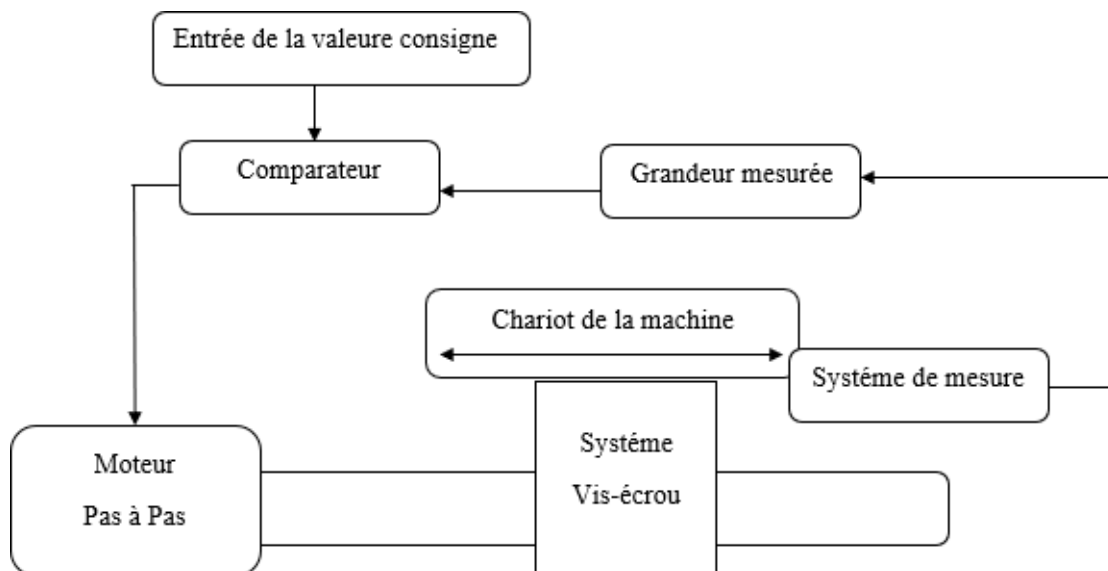 Entrée de la valeure consigne
Comparateur
Grandeur mesurée
Chariot de la machine
Systéme de mesure
Moteur
Pas à Pas
Systéme
Vis-écrou